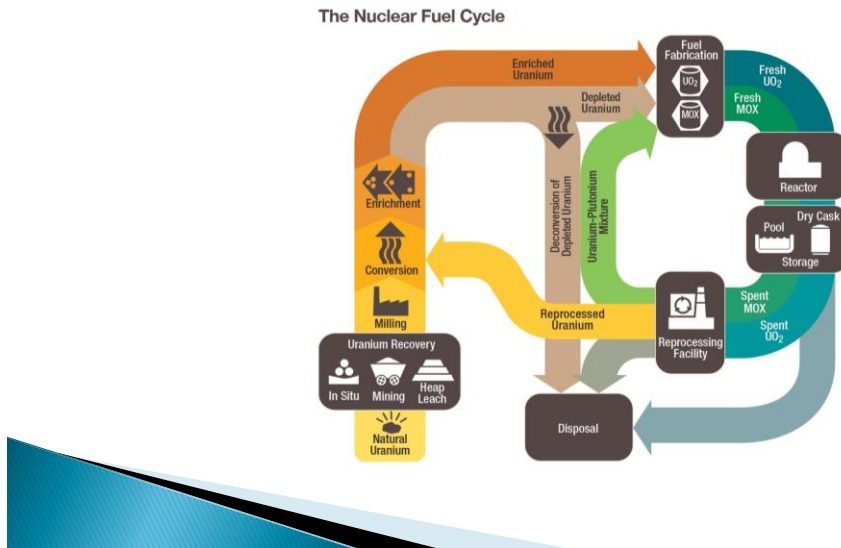 The Nuclear Fuel Cycle
Fuel
Fabrication
UO₂
MOX
Enriched
Uranium
Depleted
Uranium
Fresh
UO₂
Fresh
MOX
Reactor
Enrichment
Deconversion of
Depleted Uranium
Uranium-Plutonium
Mixture
Dry Cask
Pool
Storage
Conversion
Milling
Reprocessed
Uranium
Spent
MOX
Spent
UO₂
Reprocessing
Facility
Uranium Recovery
In Situ
Mining
Heap
Leach
Natural
Uranium
Disposal